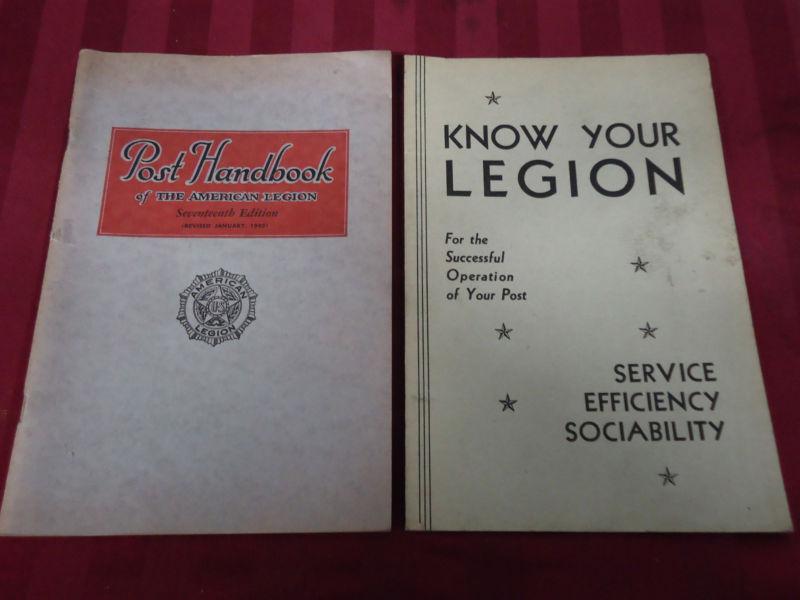 Post Handbook
of THE AMERICAN LEGION
Seventeenth Edition
(REVISED JANUARY,
AMERICAN
US
LEGION
KNOW YOUR
LEGION
For the
Successful
Operation
of Your Post
SERVICE
EFFICIENCY
SOCIABILITY